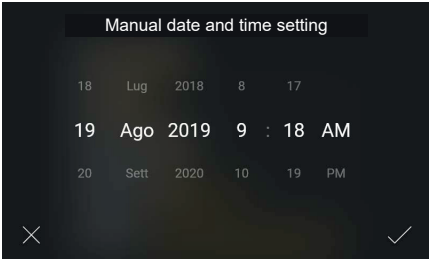 Manual date and time setting
18 Lug 2018 8 17
19 Ago 2019 9 : 18 AM
20 Sett 2020 10 19 PM